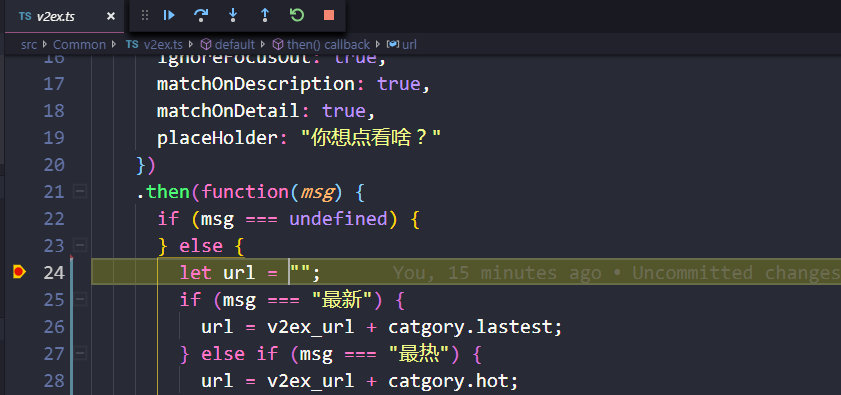 TS v2ex.ts ×
src > Common > TS v2ex.ts > default > then() callback > url
16 ignoreFocusOut: true,
17 matchOnDescription: true,
18 matchOnDetail: true,
19 placeHolder: "你想点看啥？"
20 })
21 .then(function(msg) {
22 if (msg === undefined) {
23 } else {
24 let url = ""; You, 15 minutes ago • Uncommitted changes
25 if (msg === "最新") {
26 url = v2ex_url + catgory.lastest;
27 } else if (msg === "最热") {
28 url = v2ex_url + catgory.hot;